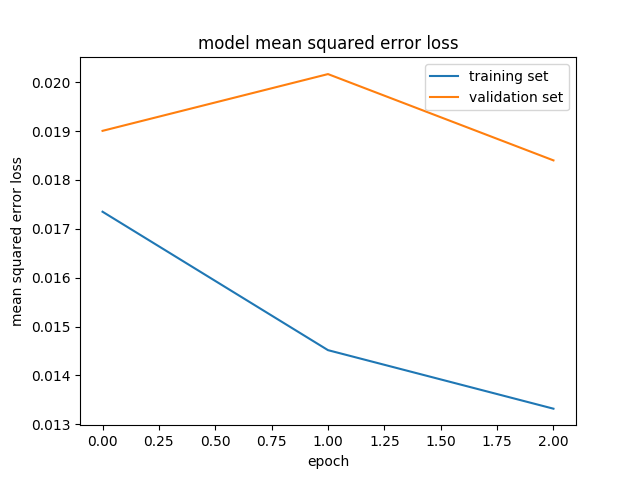 model mean squared error loss
training set
validation set
0.020
0.019
0.018
0.017
0.016
0.015
0.014
0.013
mean squared error loss
0.00 0.25 0.50 0.75 1.00 1.25 1.50 1.75 2.00
epoch